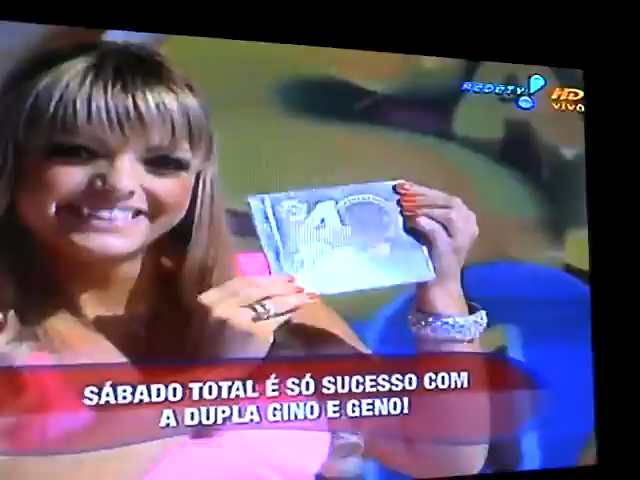 REDETV!
HD
VIVO
SÁBADO TOTAL É SÓ SUCESSO COM
A DUPLA GINO E GENO!